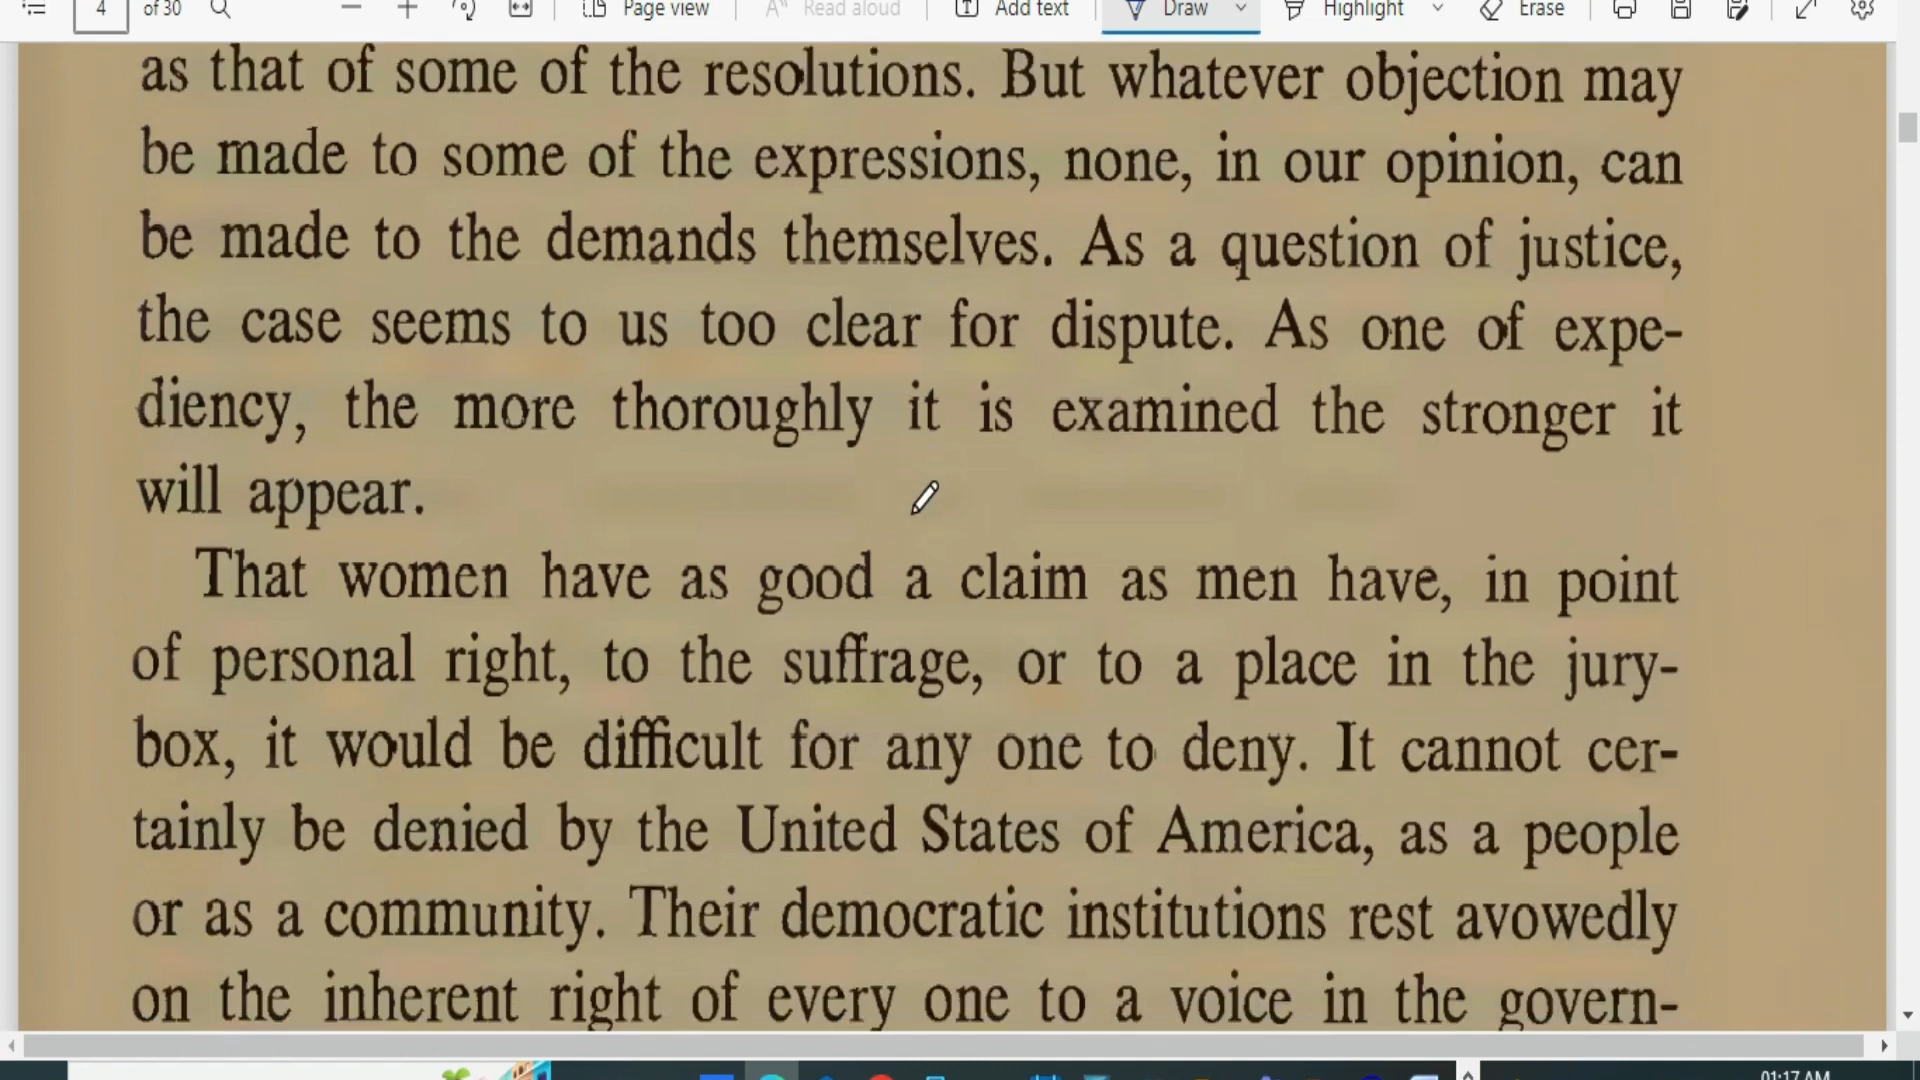 4 of 30 Page view Read aloud Add text Draw Highlight Erase
as that of some of the resolutions. But whatever objection may
be made to some of the expressions, none, in our opinion, can
be made to the demands themselves. As a question of justice,
the case seems to us too clear for dispute. As one of expe-
diency, the more thoroughly it is examined the stronger it
will appear.
That women have as good a claim as men have, in point
of personal right, to the suffrage, or to a place in the jury-
box, it would be difficult for any one to deny. It cannot cer-
tainly be denied by the United States of America, as a people
or as a community. Their democratic institutions rest avowedly
on the inherent right of every one to a voice in the govern-
01:17 AM